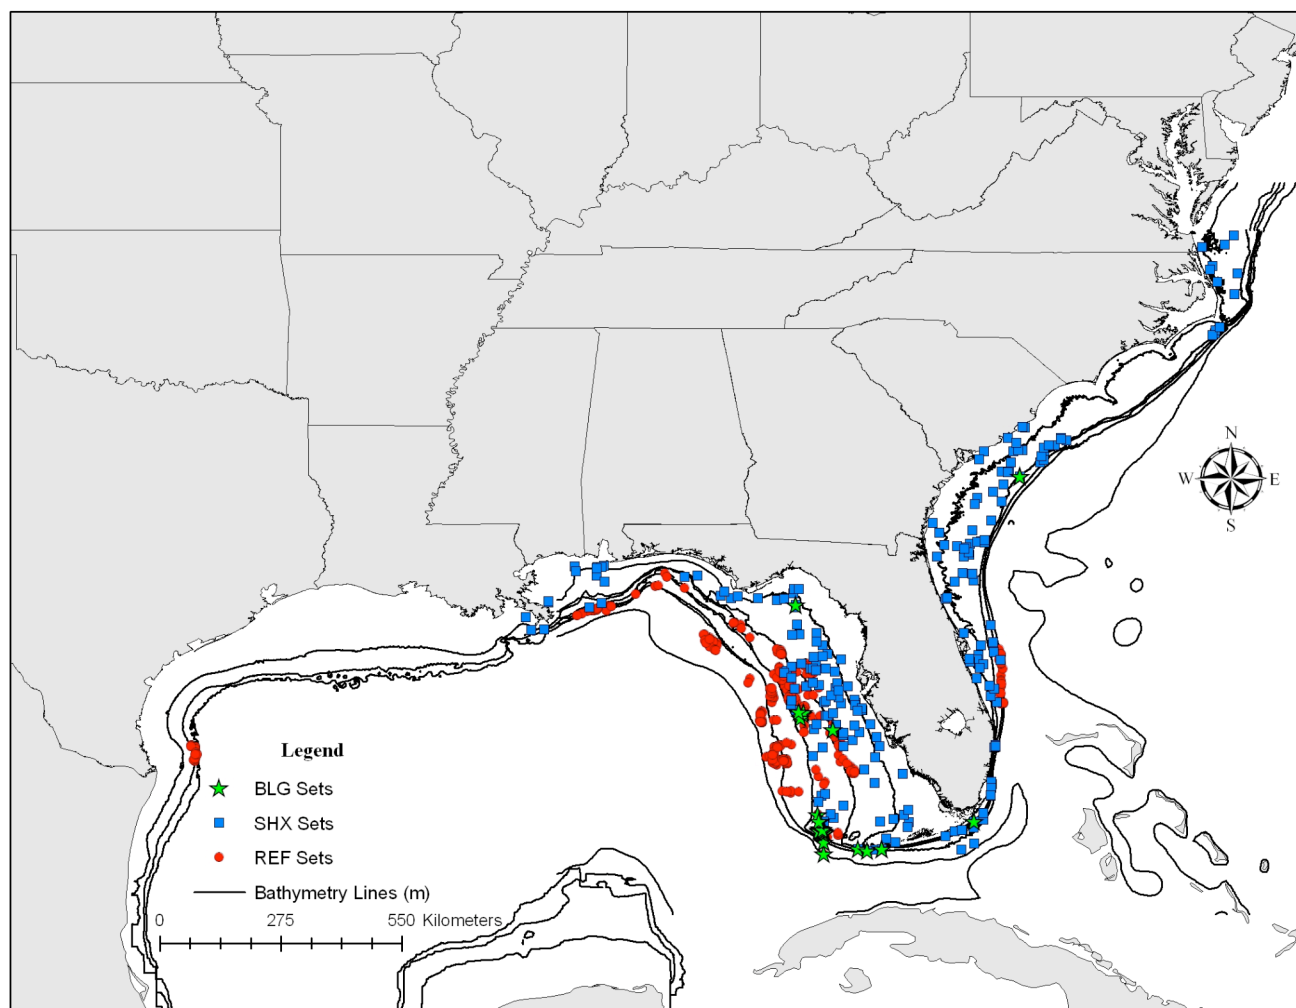 N
W E
S
Legend
BLG Sets
SHX Sets
REF Sets
Bathymetry Lines (m)
0 275 550 Kilometers